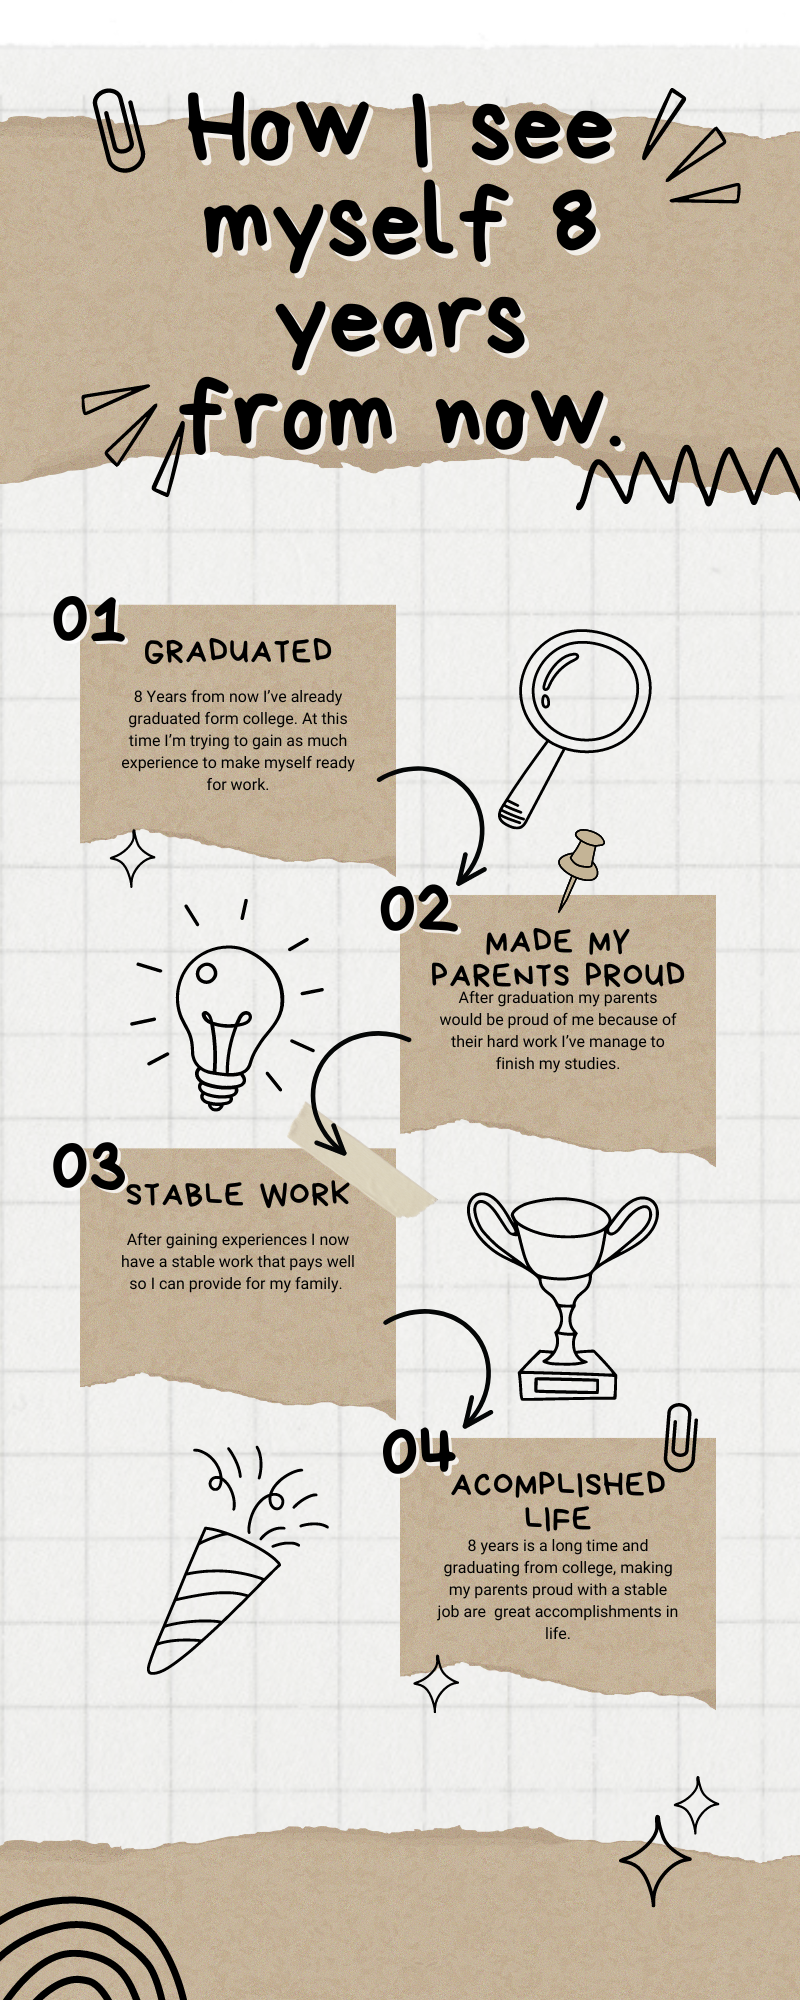 How I see
myself 8
years
from now.
01
GRADUATED
8 Years from now I've already
graduated form college. At this
time I'm trying to gain as much
experience to make myself ready
for work.
02
MADE MY
PARENTS PROUD
After graduation my parents
would be proud of me because of
their hard work I've manage to
finish my studies.
03
STABLE WORK
After gaining experiences I now
have a stable work that pays well
so I can provide for my family.
04
ACOMPLISHED
LIFE
8 years is a long time and
graduating from college, making
my parents proud with a stable
job are  great accomplishments in
life.